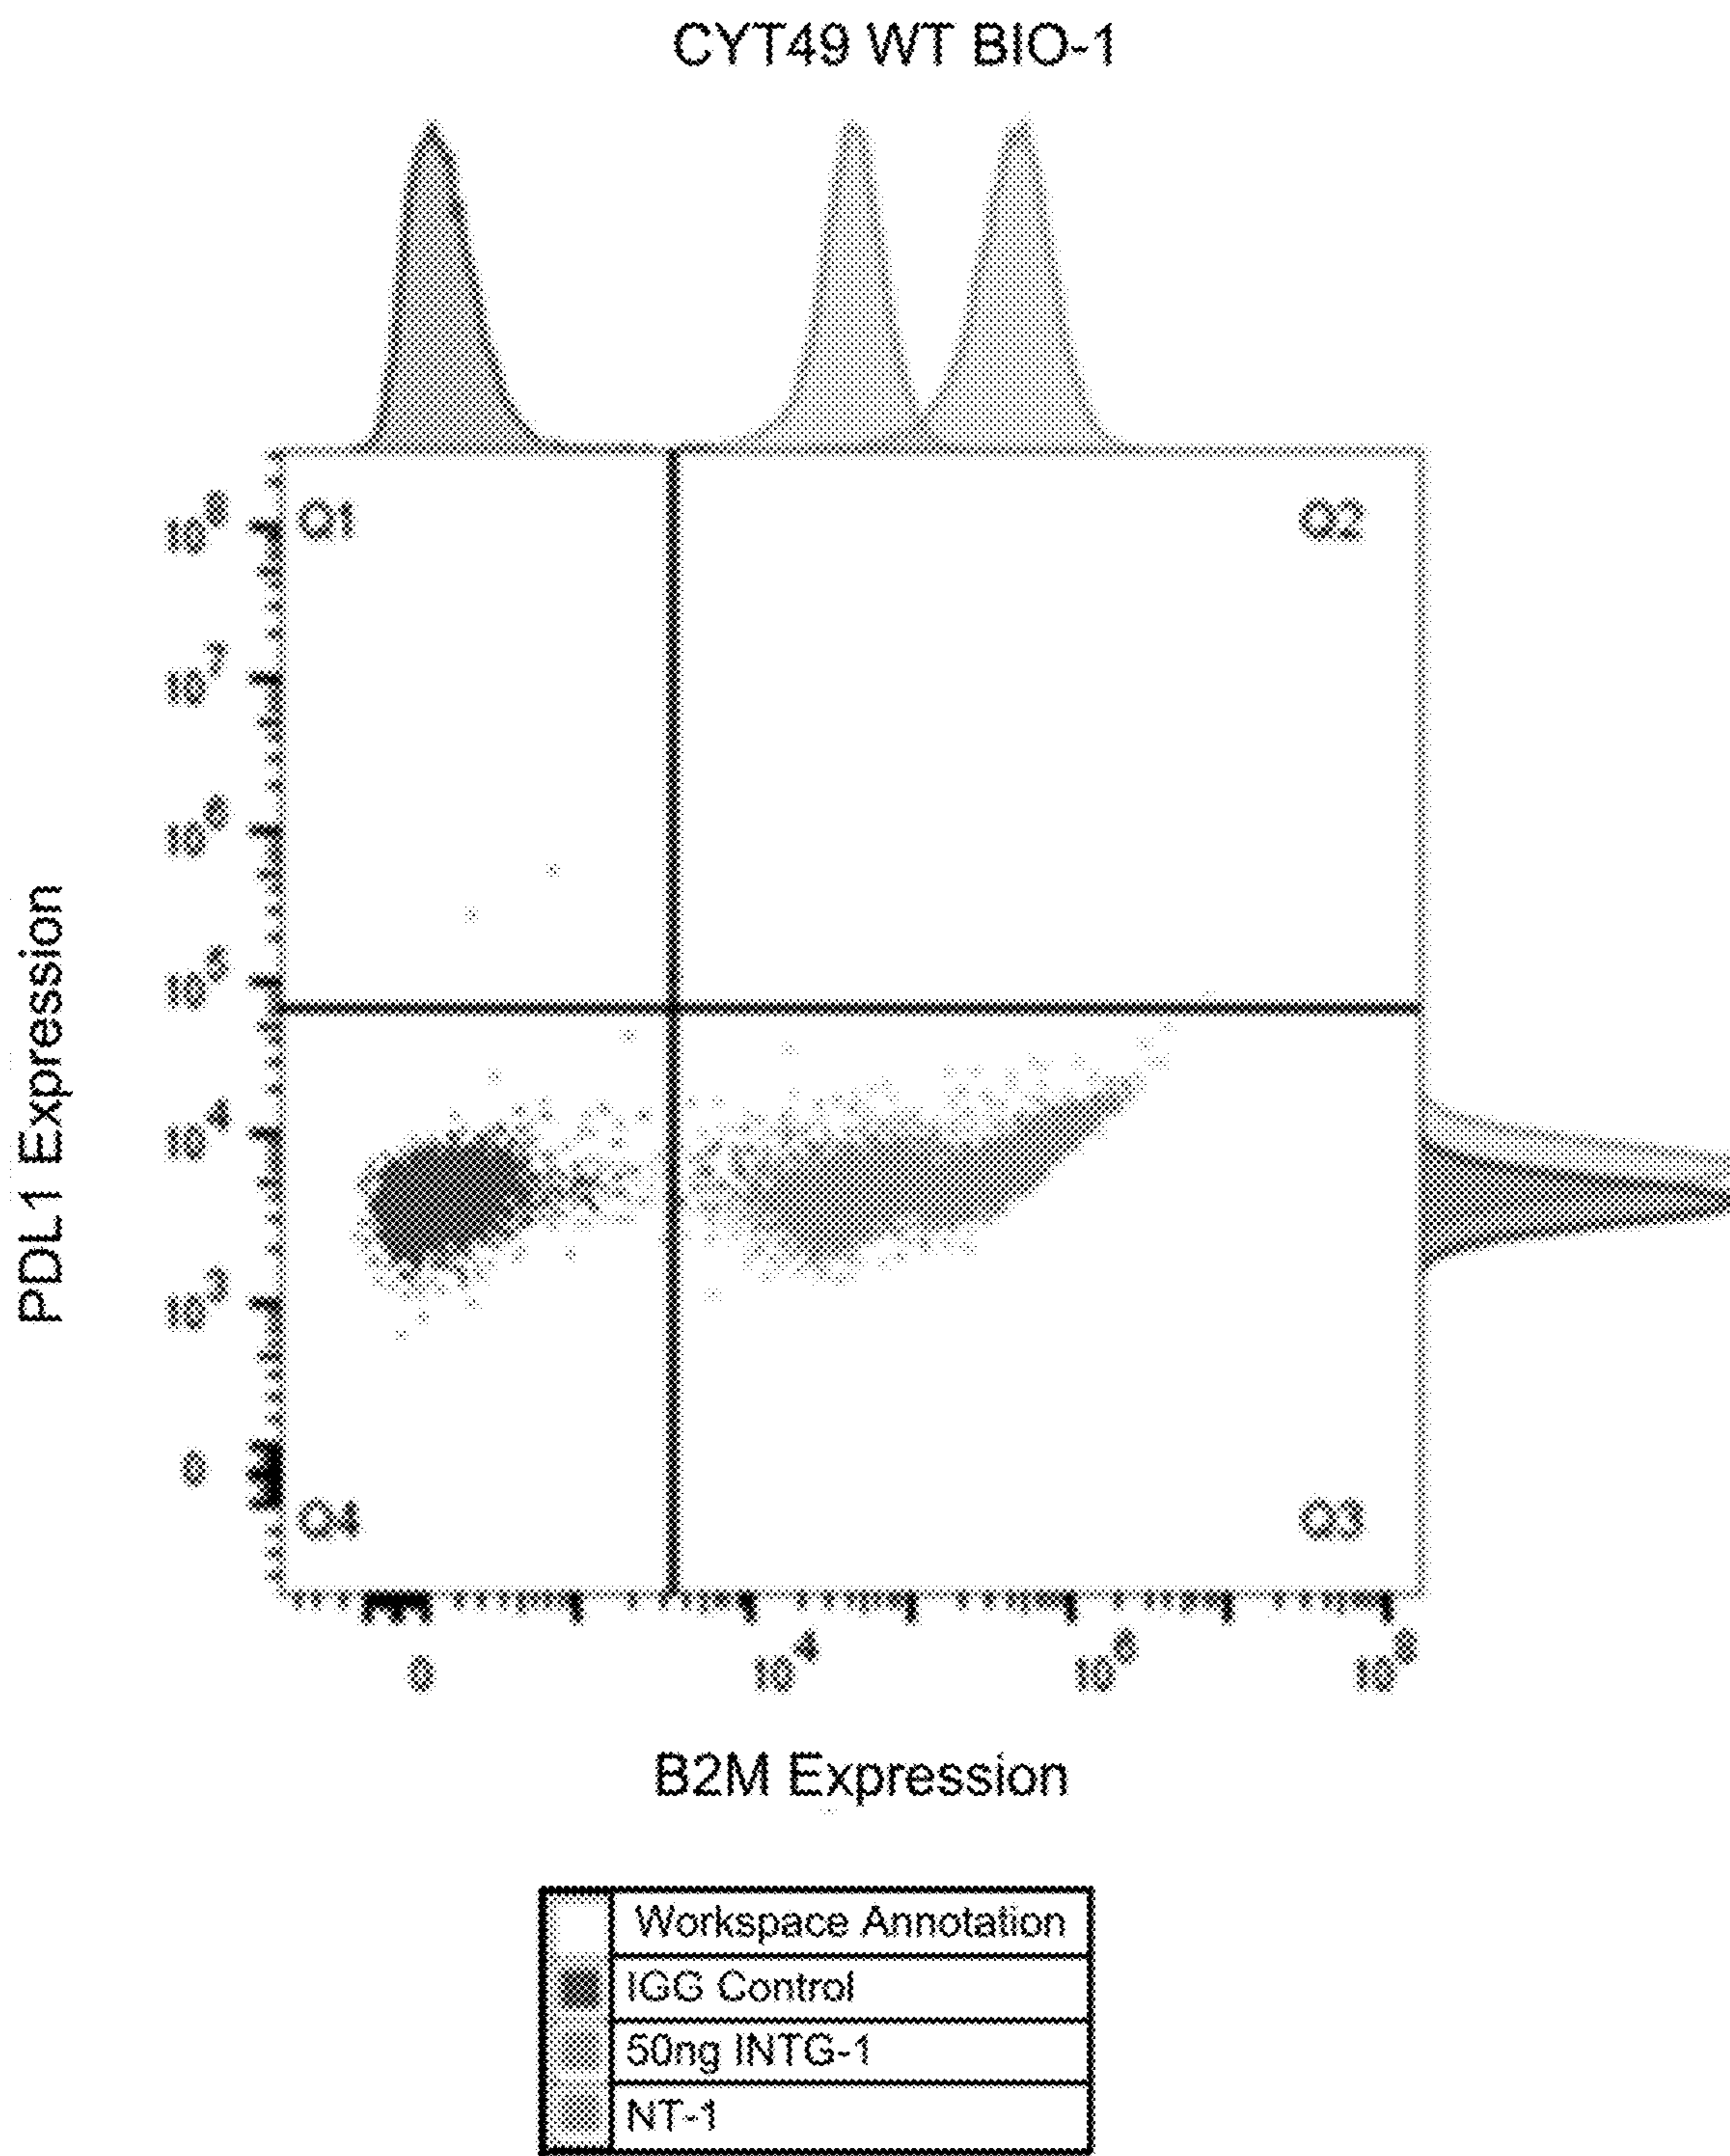 CYT49 WT BIO-1
Q1
Q2
10^8
10^7
10^6
10^5
10^4
10^3
0
PDL1 Expression
Q4
Q3
0
10^4
10^6
10^8
B2M Expression
Workspace Annotation
IGG Control
50ng INTG-1
NT-1